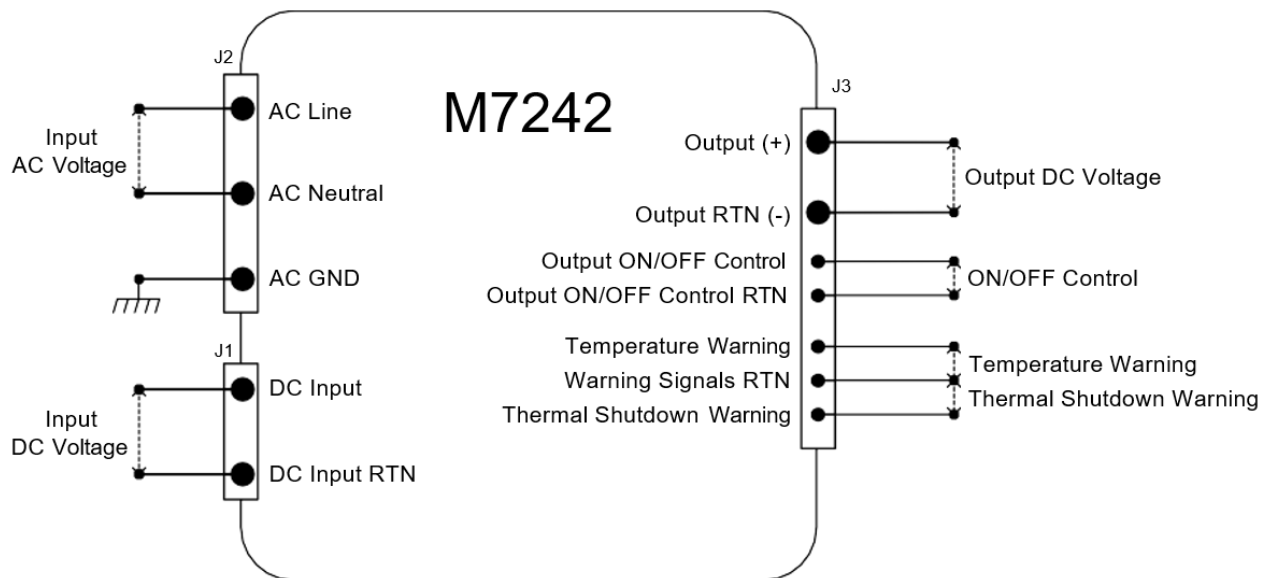 M7242
J2
AC Line
AC Neutral
AC GND
Input
AC Voltage
J1
DC Input
DC Input RTN
Input
DC Voltage
J3
Output (+)
Output RTN (-)
Output DC Voltage
Output ON/OFF Control
Output ON/OFF Control RTN
ON/OFF Control
Temperature Warning
Warning Signals RTN
Thermal Shutdown Warning
Temperature Warning
Thermal Shutdown Warning